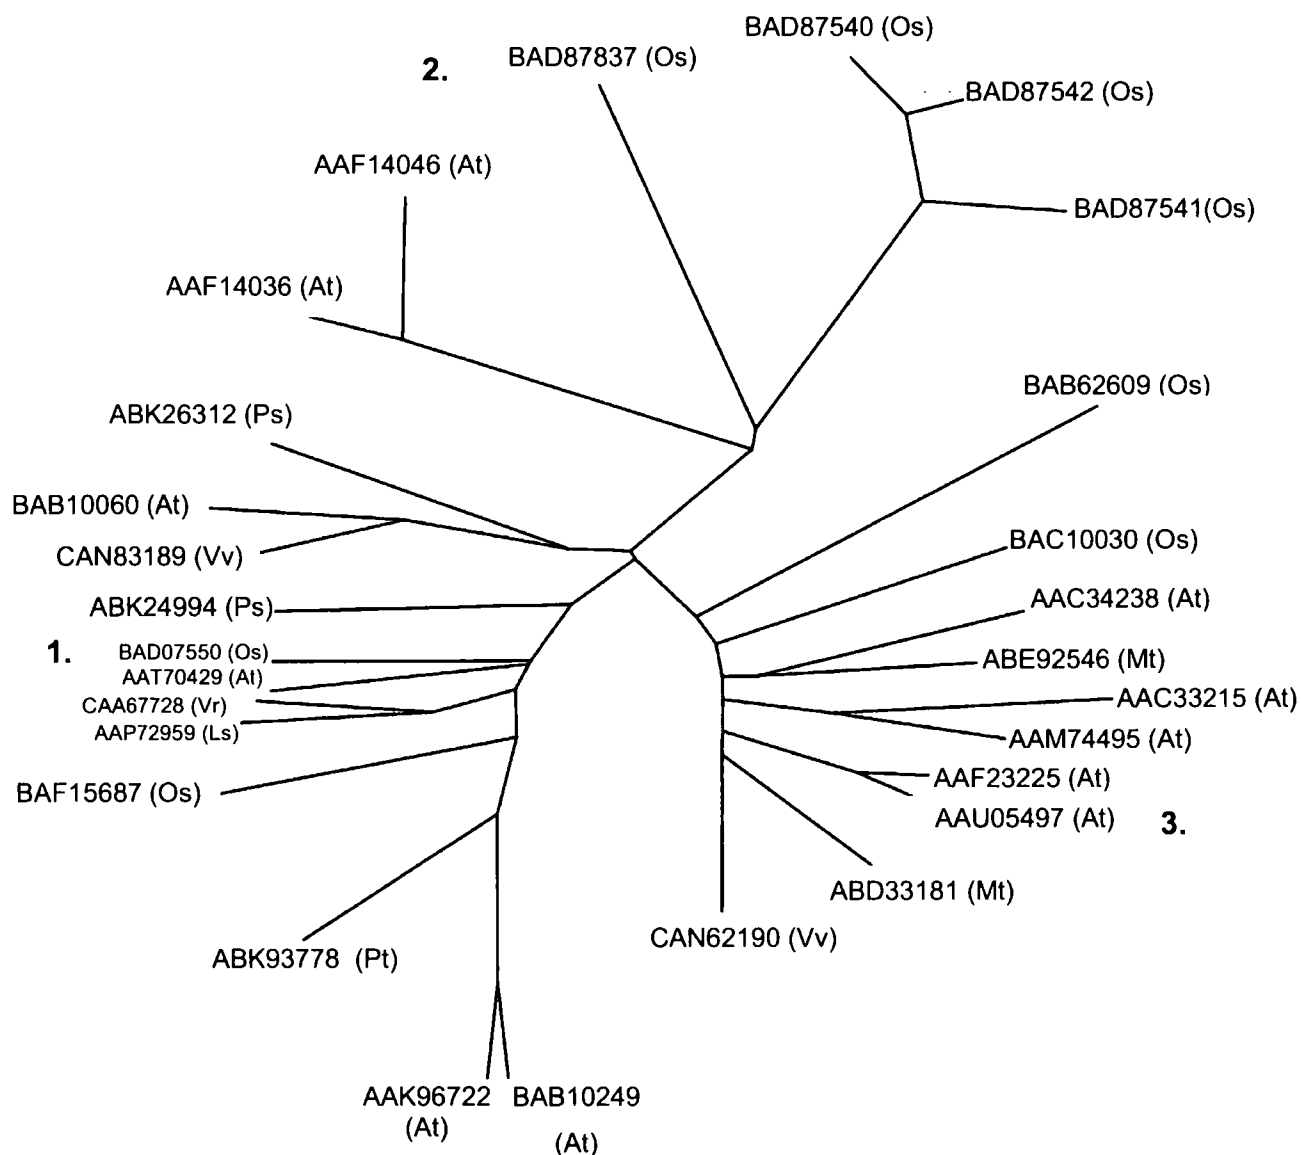 BAD87540 (Os)
2.
BAD87837 (Os)
BAD87542 (Os)
AAF14046 (At)
BAD87541(Os)
AAF14036 (At)
BAB62609 (Os)
ABK26312 (Ps)
BAB10060 (At)
BAC10030 (Os)
CAN83189 (Vv)
AAC34238 (At)
ABK24994 (Ps)
1.
BAD07550 (Os)
ABE92546 (Mt)
AAT70429 (At)
AAC33215 (At)
CAA67728 (Vr)
AAP72959 (Ls)
AAM74495 (At)
AAF23225 (At)
BAF15687 (Os)
AAU05497 (At)
3.
ABD33181 (Mt)
CAN62190 (Vv)
ABK93778 (Pt)
AAK96722
(At)
BAB10249
(At)